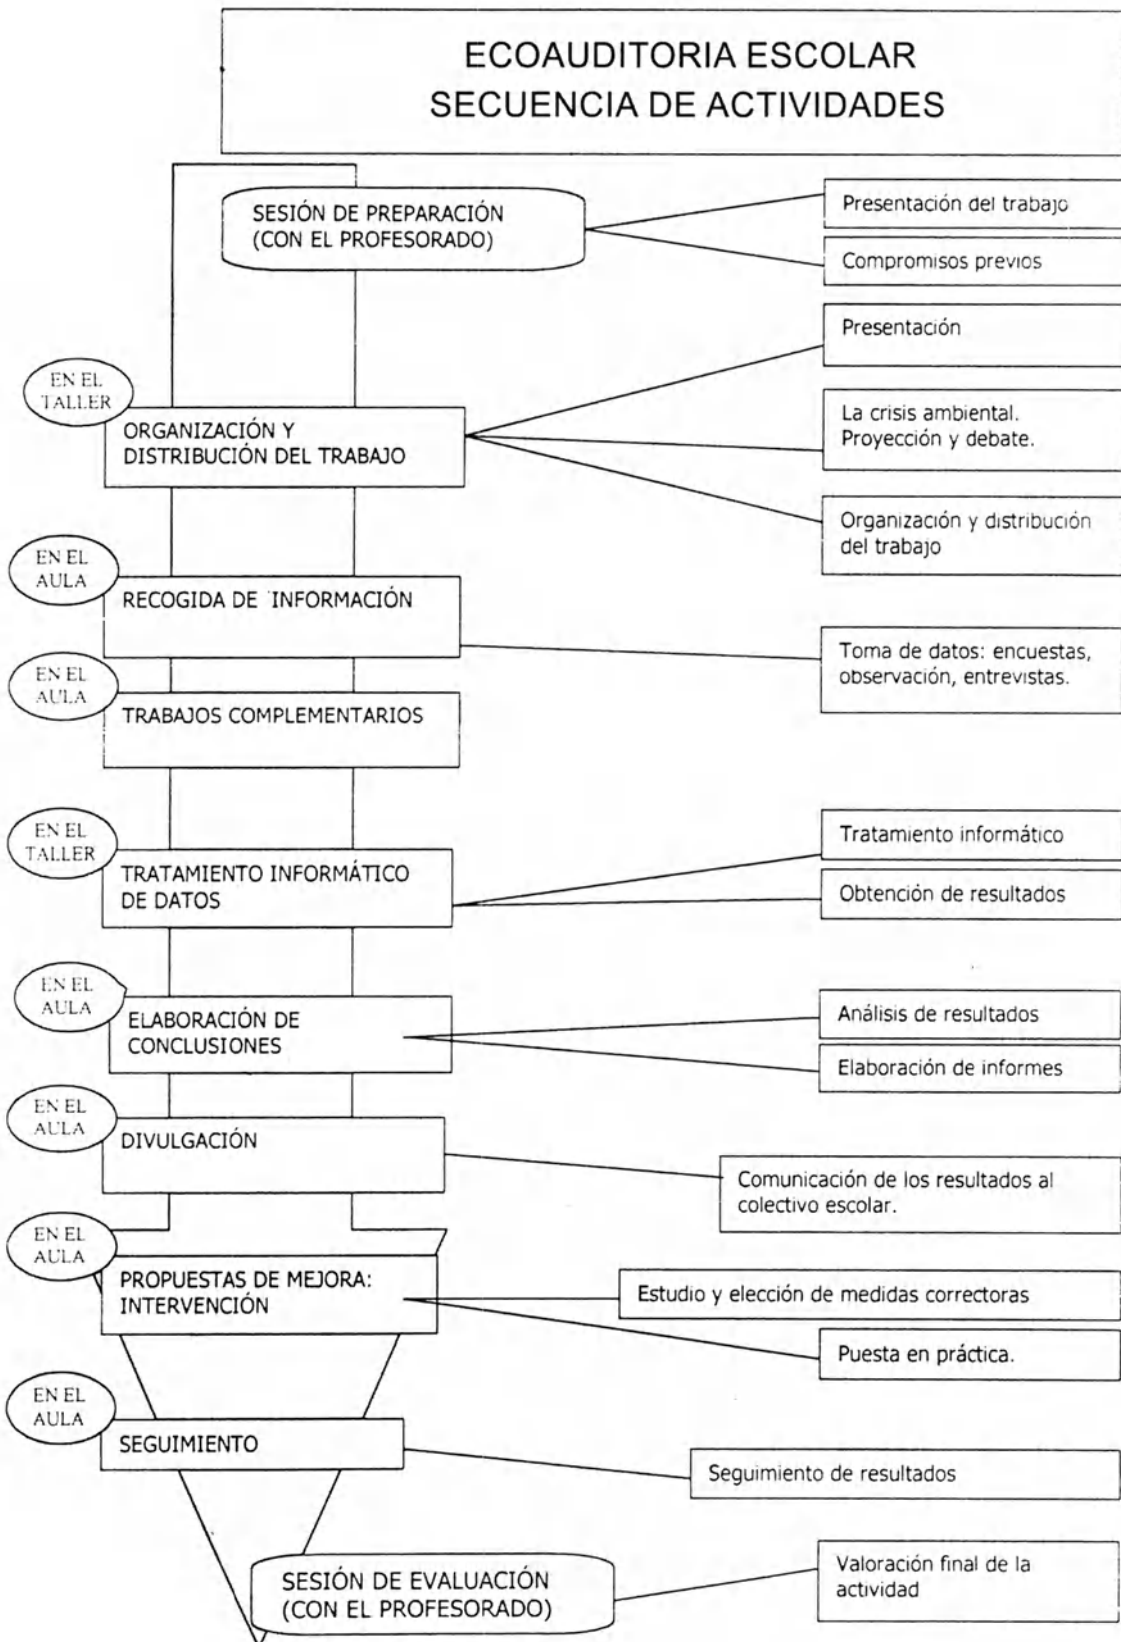 ECOAUDITORIA ESCOLAR
SECUENCIA DE ACTIVIDADES
SESIÓN DE PREPARACIÓN
(CON EL PROFESORADO)
Presentación del trabajo
Compromisos previos
EN EL
TALLER
ORGANIZACIÓN Y
DISTRIBUCIÓN DEL TRABAJO
Presentación
La crisis ambiental.
Proyección y debate.
Organización y distribución
del trabajo
EN EL
AULA
RECOGIDA DE INFORMACIÓN
Toma de datos: encuestas,
observación, entrevistas.
EN EL
AULA
TRABAJOS COMPLEMENTARIOS
EN EL
TALLER
TRATAMIENTO INFORMÁTICO
DE DATOS
Tratamiento informático
Obtención de resultados
EN EL
AULA
ELABORACIÓN DE
CONCLUSIONES
Análisis de resultados
Elaboración de informes
EN EL
AULA
DIVULGACIÓN
Comunicación de los resultados al
colectivo escolar.
EN EL
AULA
PROPUESTAS DE MEJORA:
INTERVENCIÓN
Estudio y elección de medidas correctoras
Puesta en práctica.
EN EL
AULA
SEGUIMIENTO
Seguimiento de resultados
SESIÓN DE EVALUACIÓN
(CON EL PROFESORADO)
Valoración final de la
actividad